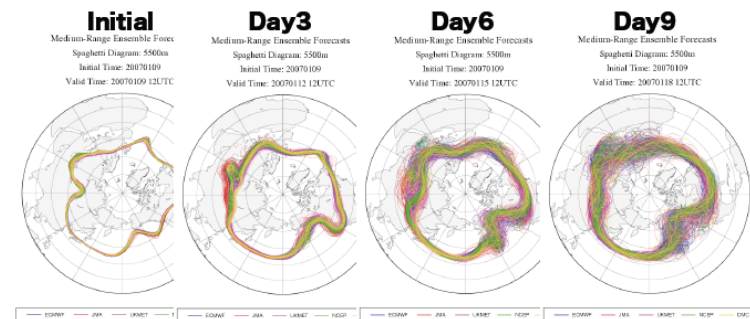 Initial
Medium-Range Ensemble Forecasts
Spaghetti Diagram: 5500m
Initial Time: 20070109
Valid Time: 20070109 12UTC
ECMWF JMA UKMET
Day3
Medium-Range Ensemble Forecasts
Spaghetti Diagram: 5500m
Initial Time: 20070109
Valid Time: 20070112 12UTC
ECMWF JMA UKMET NCEP
Day6
Medium-Range Ensemble Forecasts
Spaghetti Diagram: 5500m
Initial Time: 20070109
Valid Time: 20070115 12UTC
ECMWF JMA UKMET NCEP
Day9
Medium-Range Ensemble Forecasts
Spaghetti Diagram: 5500m
Initial Time: 20070109
Valid Time: 20070118 12UTC
ECMWF JMA UKMET NCEP CMC